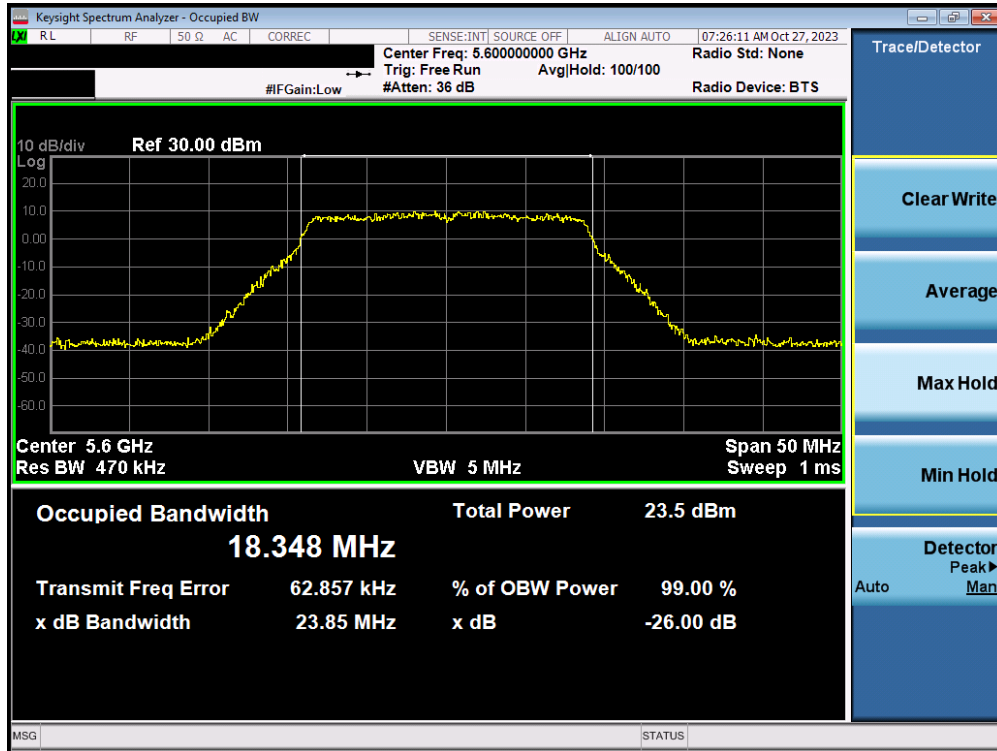 Keysight Spectrum Analyzer - Occupied BW
LXI RL RF 50 Ω AC CORREC SENSE:INT SOURCE OFF ALIGN AUTO 07:26:11 AM Oct 27, 2023
Center Freq: 5.600000000 GHz Radio Std: None
Trig: Free Run Avg|Hold: 100/100
#IFGain:Low #Atten: 36 dB Radio Device: BTS
10 dB/div Ref 30.00 dBm
Log
20.0
10.0
0.00
-10.0
-20.0
-30.0
-40.0
-50.0
-60.0
Center 5.6 GHz Span 50 MHz
Res BW 470 kHz VBW 5 MHz Sweep 1 ms
Occupied Bandwidth Total Power 23.5 dBm
18.348 MHz
Transmit Freq Error 62.857 kHz % of OBW Power 99.00 %
x dB Bandwidth 23.85 MHz x dB -26.00 dB
Trace/Detector
Clear Write
Average
Max Hold
Min Hold
Detector
Peak▶
Auto Man
MSG STATUS